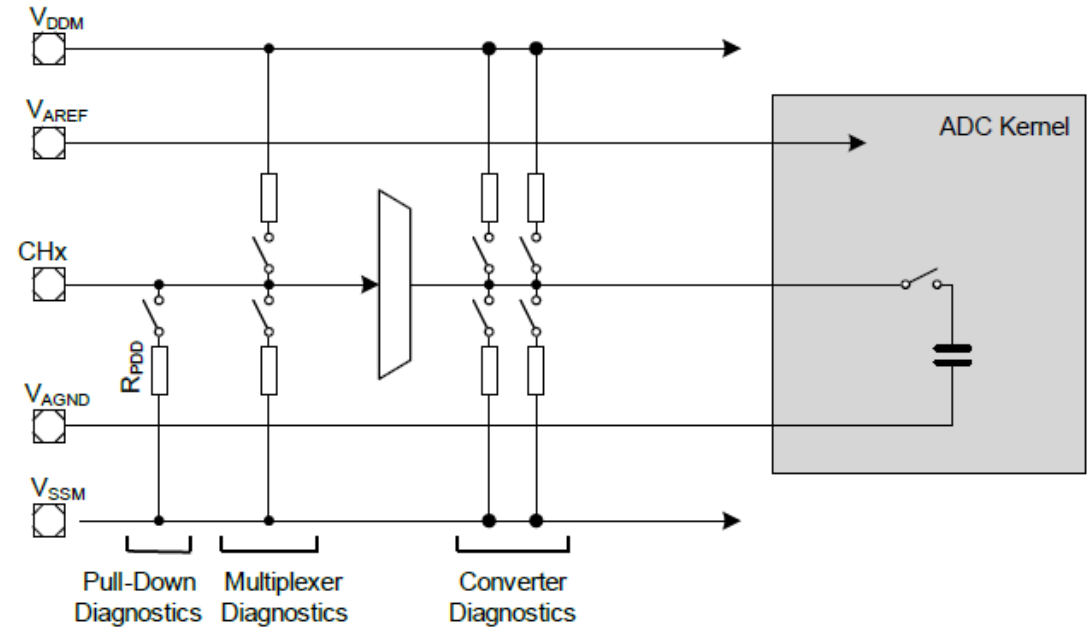 VDDM
VAREF
ADC Kernel
CHx
RPDD
VAGND
VSSM
Pull-Down
Diagnostics
Multiplexer
Diagnostics
Converter
Diagnostics